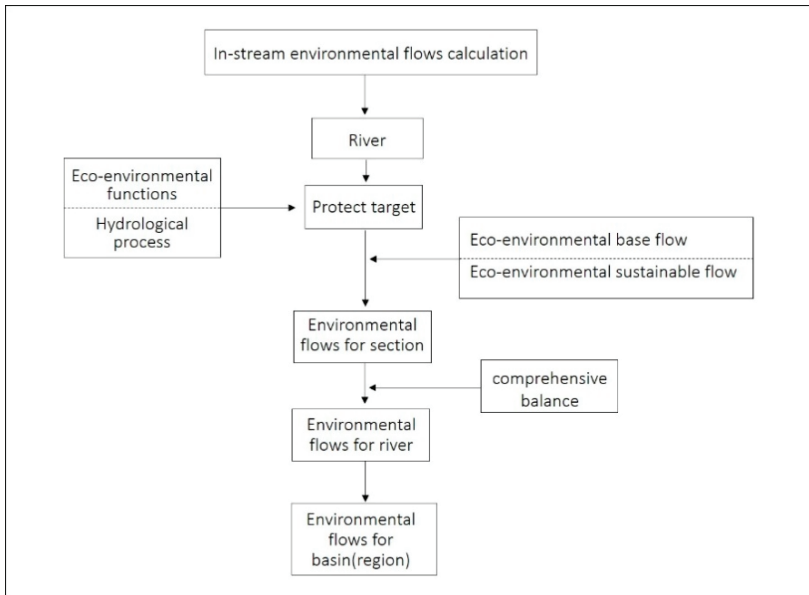 In-stream environmental flows calculation
River
Eco-environmental
functions
Hydrological
process
Protect target
Eco-environmental base flow
Eco-environmental sustainable flow
Environmental
flows for section
comprehensive
balance
Environmental
flows for river
Environmental
flows for
basin(region)